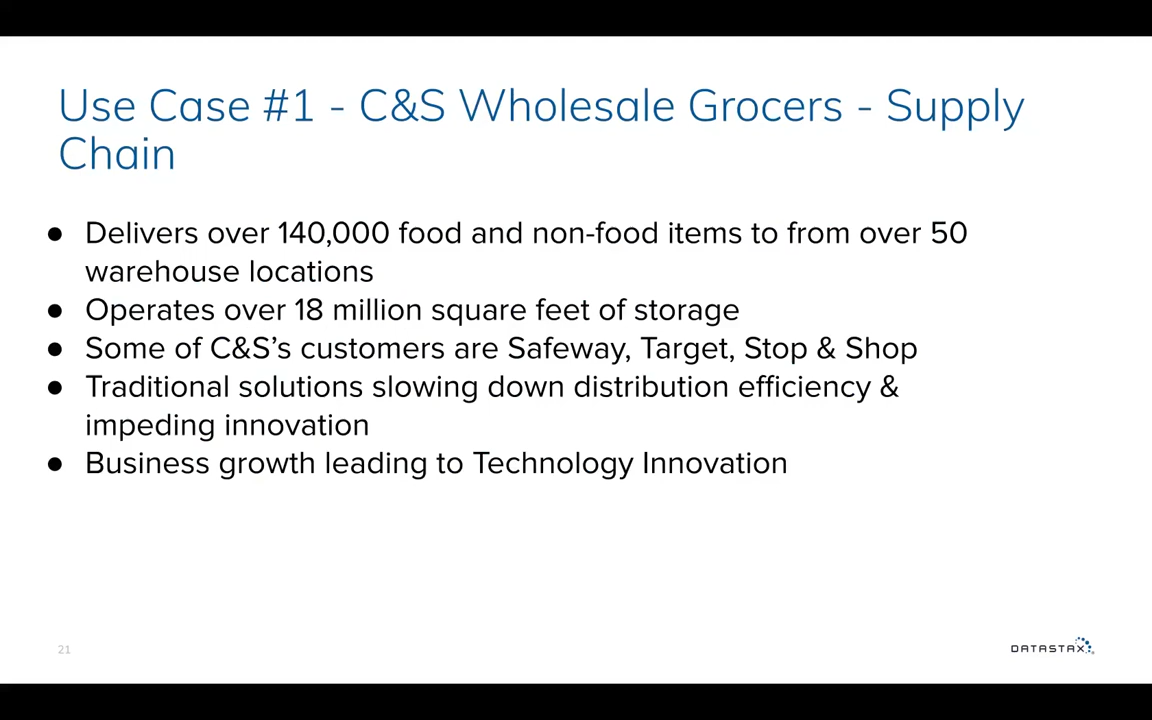 Use Case #1 - C&S Wholesale Grocers - Supply
Chain
● Delivers over 140,000 food and non-food items to from over 50
warehouse locations
● Operates over 18 million square feet of storage
● Some of C&S’s customers are Safeway, Target, Stop & Shop
● Traditional solutions slowing down distribution efficiency &
impeding innovation
● Business growth leading to Technology Innovation
21
DATASTAX